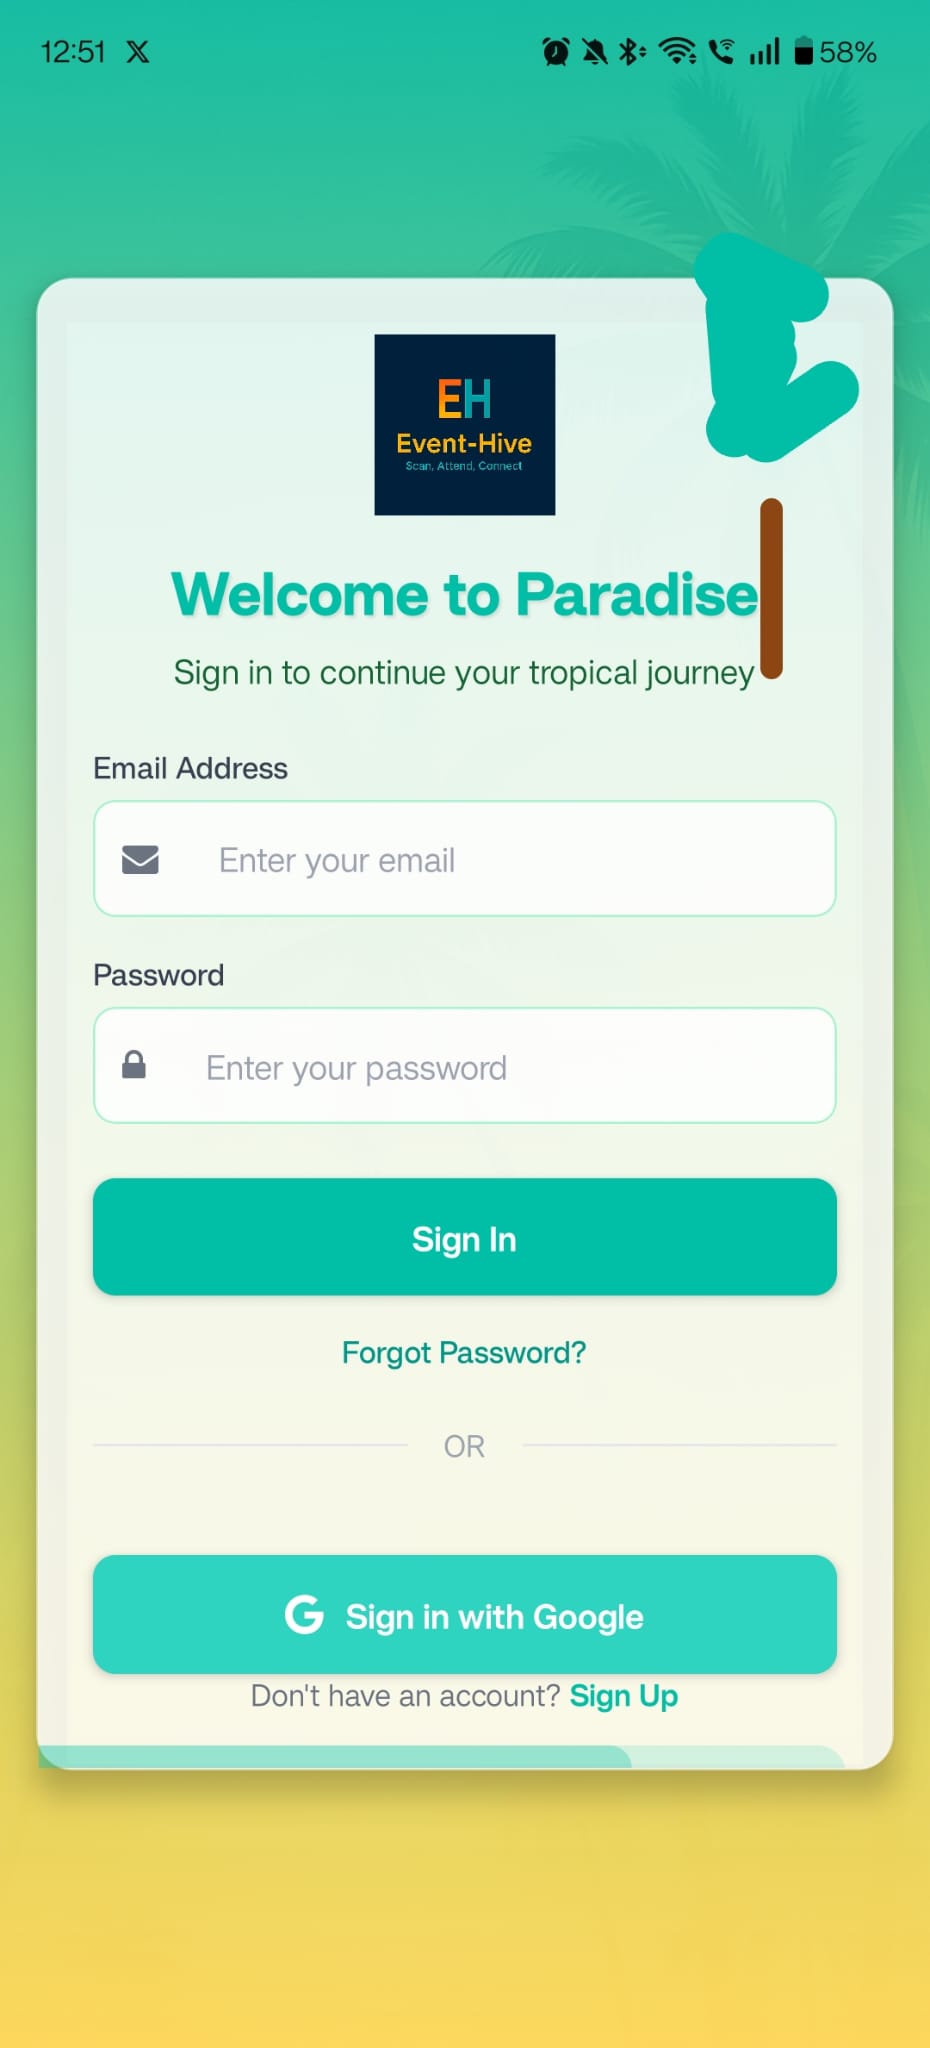 12:51 X 58%
EH
Event-Hive
Scan, Attend, Connect
Welcome to Paradise
Sign in to continue your tropical journey
Email Address
Enter your email
Password
Enter your password
Sign In
Forgot Password?
OR
G Sign in with Google
Don't have an account? Sign Up